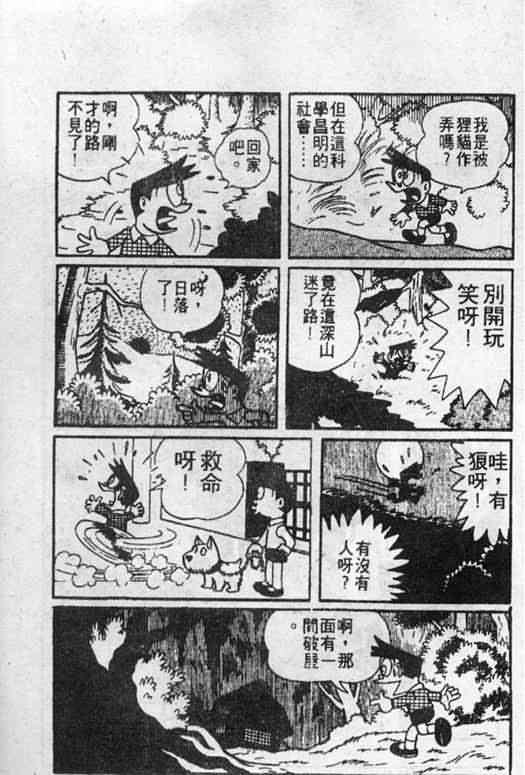 我是被
狸貓作
弄嗎？
但在這科
學昌明的
社會……
回家
吧。
啊，剛
才的路
不見了！
別開玩
笑呀！
竟在這深山
迷了路！
呀，
日落
了！
哇，有
狼呀！
有沒有
人呀？
救命
呀！
啊，那
面有一
間破屋
。